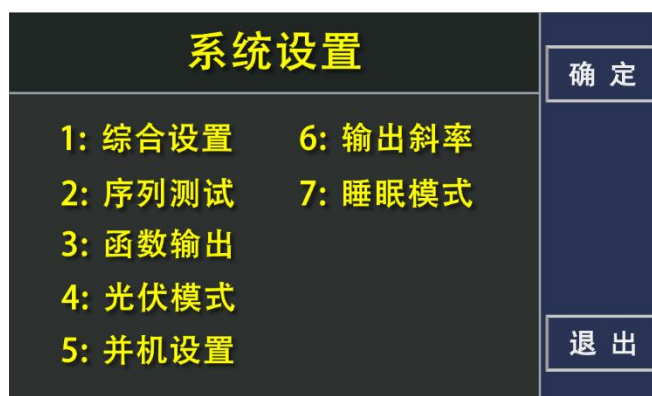 系统设置
确 定
1: 综合设置
6: 输出斜率
2: 序列测试
7: 睡眠模式
3: 函数输出
4: 光伏模式
5: 并机设置
退 出